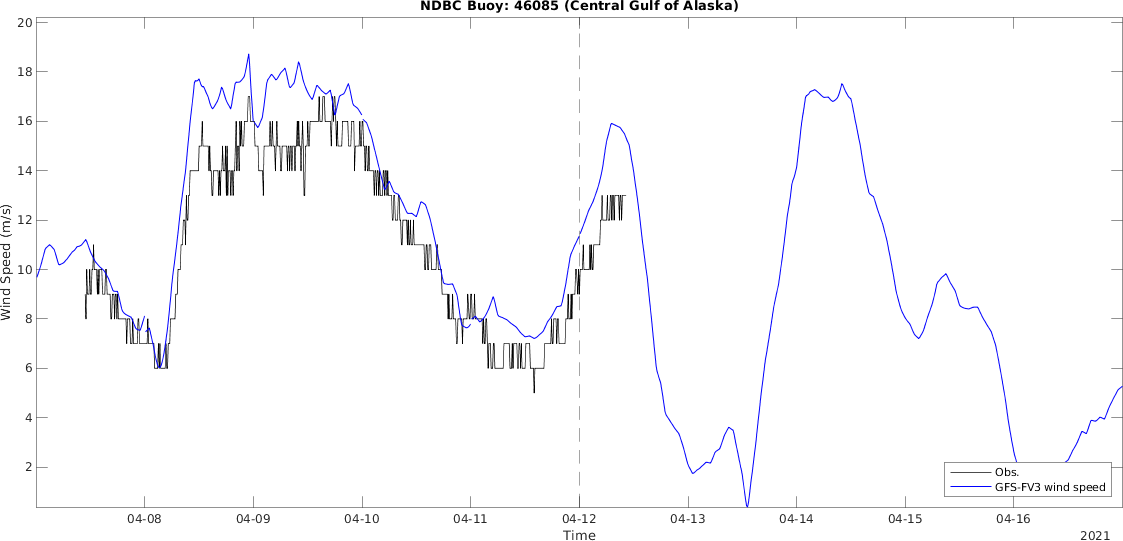 NDBC Buoy: 46085 (Central Gulf of Alaska)
20
18
16
14
12
10
8
6
4
2
Wind Speed (m/s)
Obs.
GFS-FV3 wind speed
04-08 04-09 04-10 04-11 04-12 04-13 04-14 04-15 04-16
Time
2021